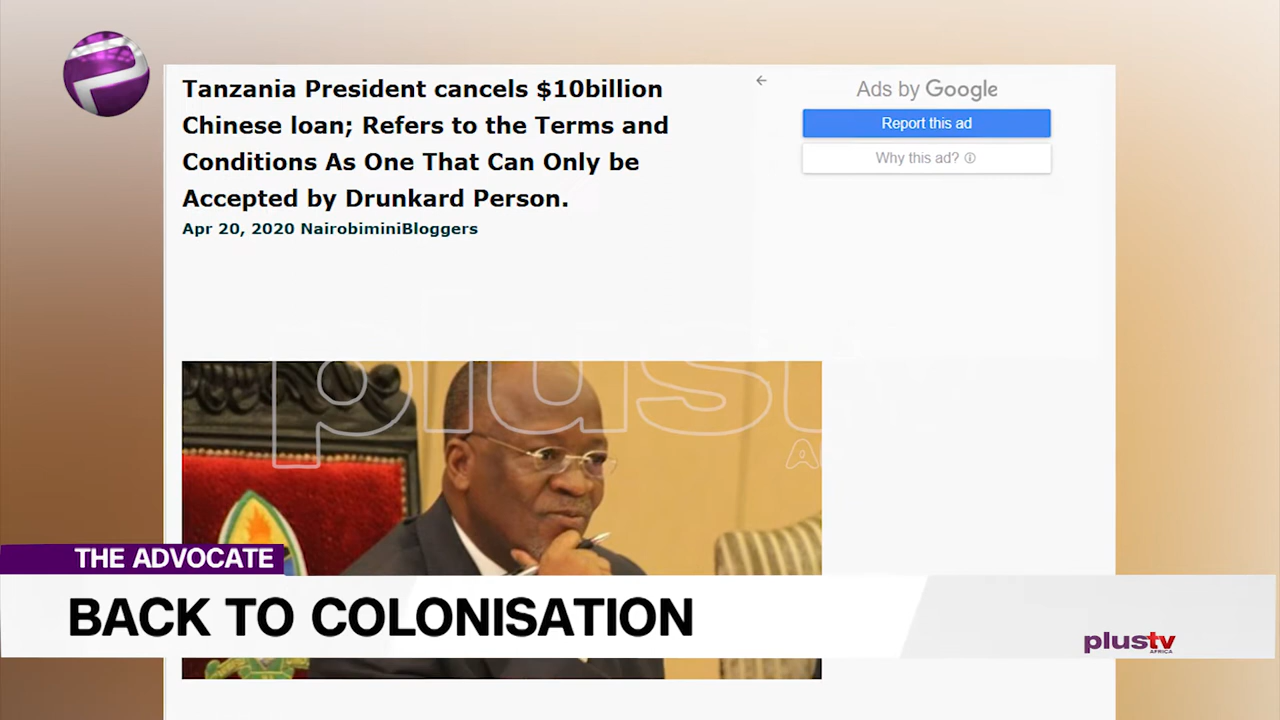 Tanzania President cancels $10billion
Chinese loan; Refers to the Terms and
Conditions As One That Can Only be
Accepted by Drunkard Person.
Apr 20, 2020 NairobiminiBloggers
Ads by Google
Report this ad
Why this ad?
plustv
A
THE ADVOCATE
BACK TO COLONISATION
plustv
AFRICA